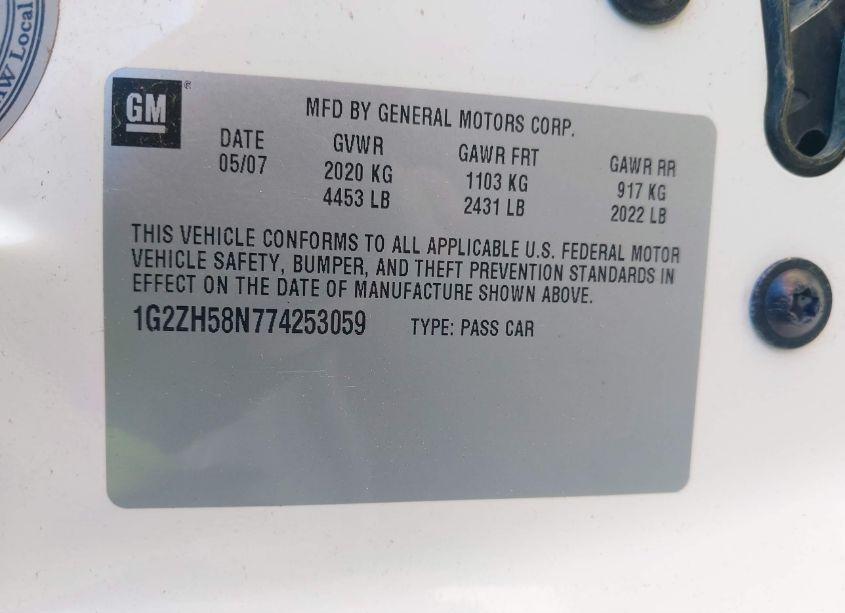 W Local
GM ®
MFD BY GENERAL MOTORS CORP.
DATE GVWR GAWR FRT GAWR RR
05/07 2020 KG 1103 KG 917 KG
4453 LB 2431 LB 2022 LB
THIS VEHICLE CONFORMS TO ALL APPLICABLE U.S. FEDERAL MOTOR
VEHICLE SAFETY, BUMPER, AND THEFT PREVENTION STANDARDS IN
EFFECT ON THE DATE OF MANUFACTURE SHOWN ABOVE.
1G2ZH58N774253059 TYPE: PASS CAR